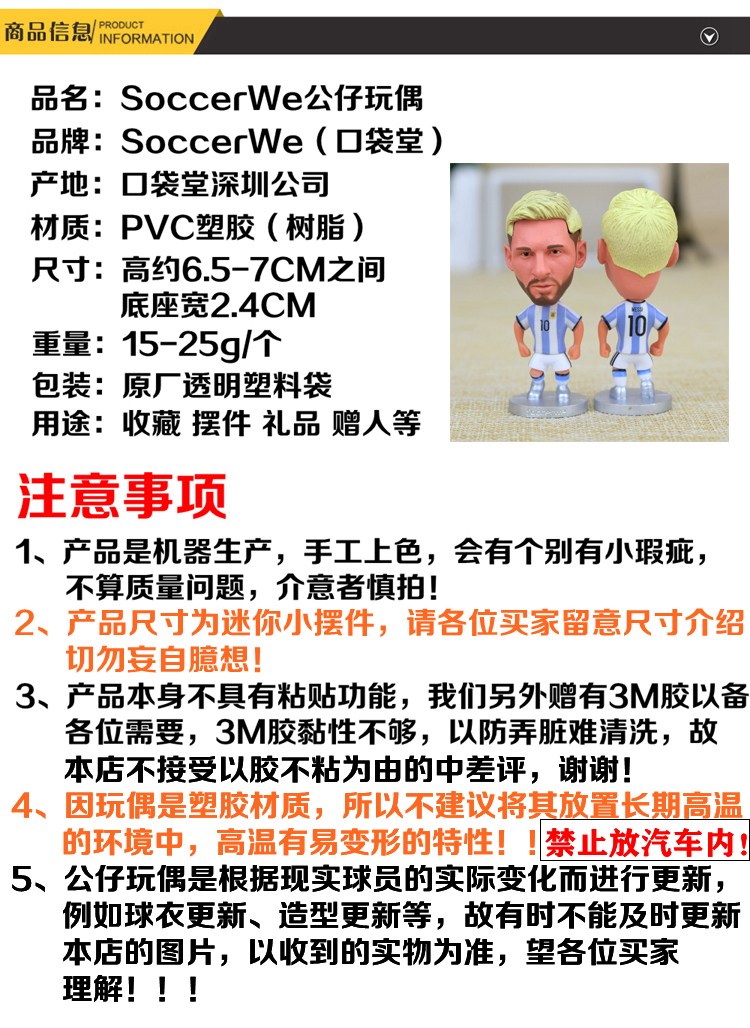 商品信息/ PRODUCT
INFORMATION
品名：SoccerWe公仔玩偶
品牌：SoccerWe（口袋堂）
产地：口袋堂深圳公司
材质：PVC塑胶（树脂）
尺寸：高约6.5-7CM之间
底座宽2.4CM
重量：15-25g/个
包装：原厂透明塑料袋
用途：收藏 摆件 礼品 赠人等
10
MESSI
10
注意事项
1、产品是机器生产，手工上色，会有个别有小瑕疵，
不算质量问题，介意者慎拍！
2、产品尺寸为迷你小摆件，请各位买家留意尺寸介绍
切勿妄自臆想！
3、产品本身不具有粘贴功能，我们另外赠有3M胶以备
各位需要，3M胶黏性不够，以防弄脏难清洗，故
本店不接受以胶不粘为由的中差评，谢谢！
4、因玩偶是塑胶材质，所以不建议将其放置长期高温
的环境中，高温有易变形的特性！！禁止放汽车内！
5、公仔玩偶是根据现实球员的实际变化而进行更新，
例如球衣更新、造型更新等，故有时不能及时更新
本店的图片，以收到的实物为准，望各位买家
理解！！！